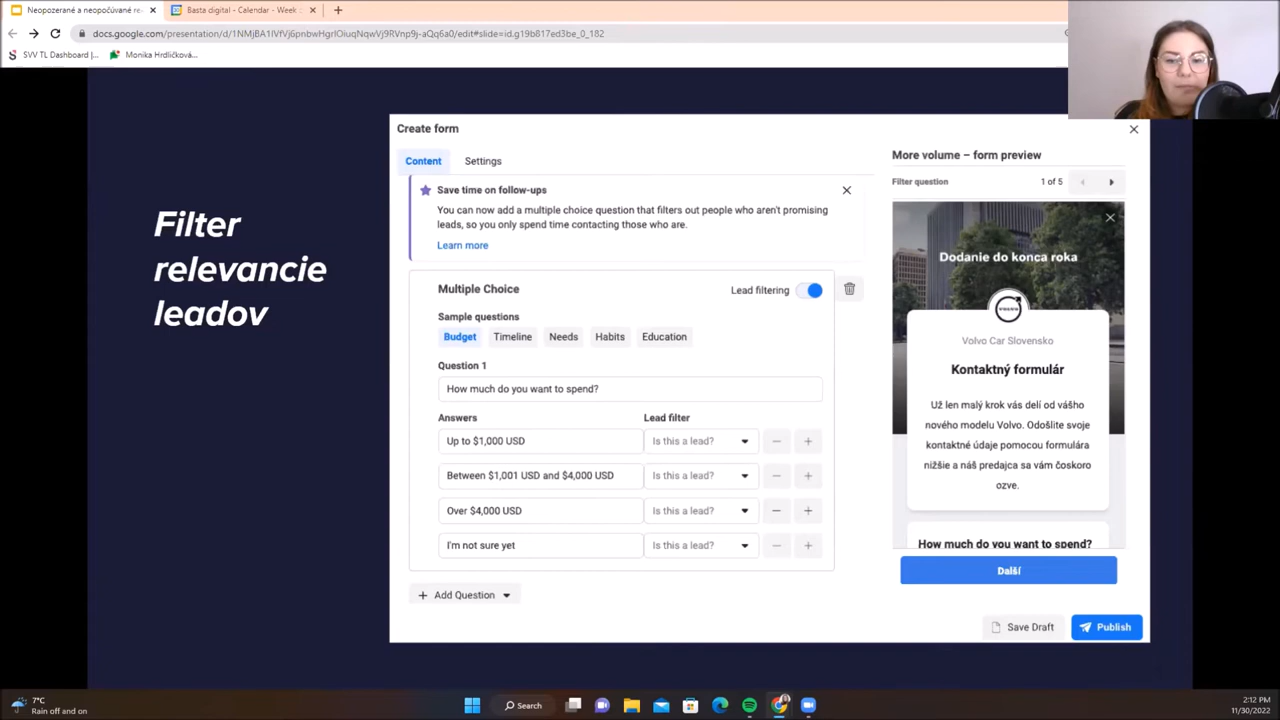 Neopozerané a neopočúvané re
Basta digital - Calendar - Week
docs.google.com/presentation/d/1NMjBA1lVfVj6pnbwHgrlOiuqNqwVj9RVnp9j-aQq6a0/edit#slide=id.g19b817ed3be_0_182
SVV TL Dashboard |...
Monika Hrdličková...
Filter
relevancie
leadov
Create form
Content
Settings
Save time on follow-ups
You can now add a multiple choice question that filters out people who aren't promising
leads, so you only spend time contacting those who are.
Learn more
Multiple Choice
Lead filtering
Sample questions
Budget
Timeline
Needs
Habits
Education
Question 1
How much do you want to spend?
Answers
Lead filter
Up to $1,000 USD
Is this a lead?
Between $1,001 USD and $4,000 USD
Is this a lead?
Over $4,000 USD
Is this a lead?
I'm not sure yet
Is this a lead?
Add Question
More volume – form preview
Filter question
1 of 5
Dodanie do konca roka
VOLVO
Volvo Car Slovensko
Kontaktný formulár
Už len malý krok vás delí od vášho
nového modelu Volvo. Odošlite svoje
kontaktné údaje pomocou formulára
nižšie a náš predajca sa vám čoskoro
ozve.
How much do you want to spend?
Další
Save Draft
Publish
7°C
Rain off and on
Search
2:12 PM
11/30/2022